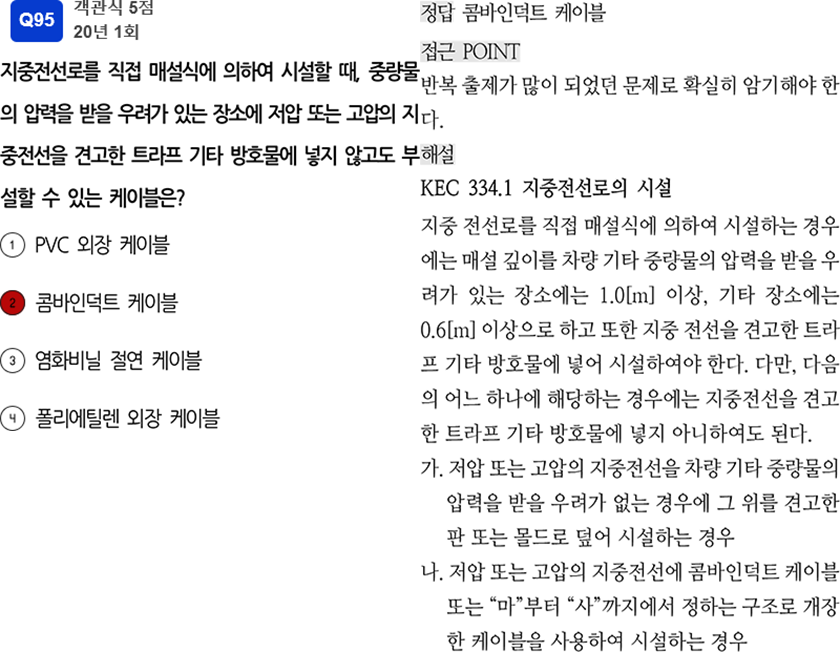 Q95
객관식 5점
20년 1회
지중전선로를 직접 매설식에 의하여 시설할 때, 중량물
의 압력을 받을 우려가 있는 장소에 저압 또는 고압의 지
중전선을 견고한 트라프 기타 방호물에 넣지 않고도 부
설할 수 있는 케이블은?
1 PVC 외장 케이블
2 콤바인덕트 케이블
3 염화비닐 절연 케이블
4 폴리에틸렌 외장 케이블
정답 콤바인덕트 케이블
접근 POINT
반복 출제가 많이 되었던 문제로 확실히 암기해야 한
다.
해설
KEC 334.1 지중전선로의 시설
지중 전선로를 직접 매설식에 의하여 시설하는 경우
에는 매설 깊이를 차량 기타 중량물의 압력을 받을 우
려가 있는 장소에는 1.0[m] 이상, 기타 장소에는
0.6[m] 이상으로 하고 또한 지중 전선을 견고한 트라
프 기타 방호물에 넣어 시설하여야 한다. 다만, 다음
의 어느 하나에 해당하는 경우에는 지중전선을 견고
한 트라프 기타 방호물에 넣지 아니하여도 된다.
가. 저압 또는 고압의 지중전선을 차량 기타 중량물의
압력을 받을 우려가 없는 경우에 그 위를 견고한
판 또는 몰드로 덮어 시설하는 경우
나. 저압 또는 고압의 지중전선에 콤바인덕트 케이블
또는 “마”부터 “사”까지에서 정하는 구조로 개장
한 케이블을 사용하여 시설하는 경우